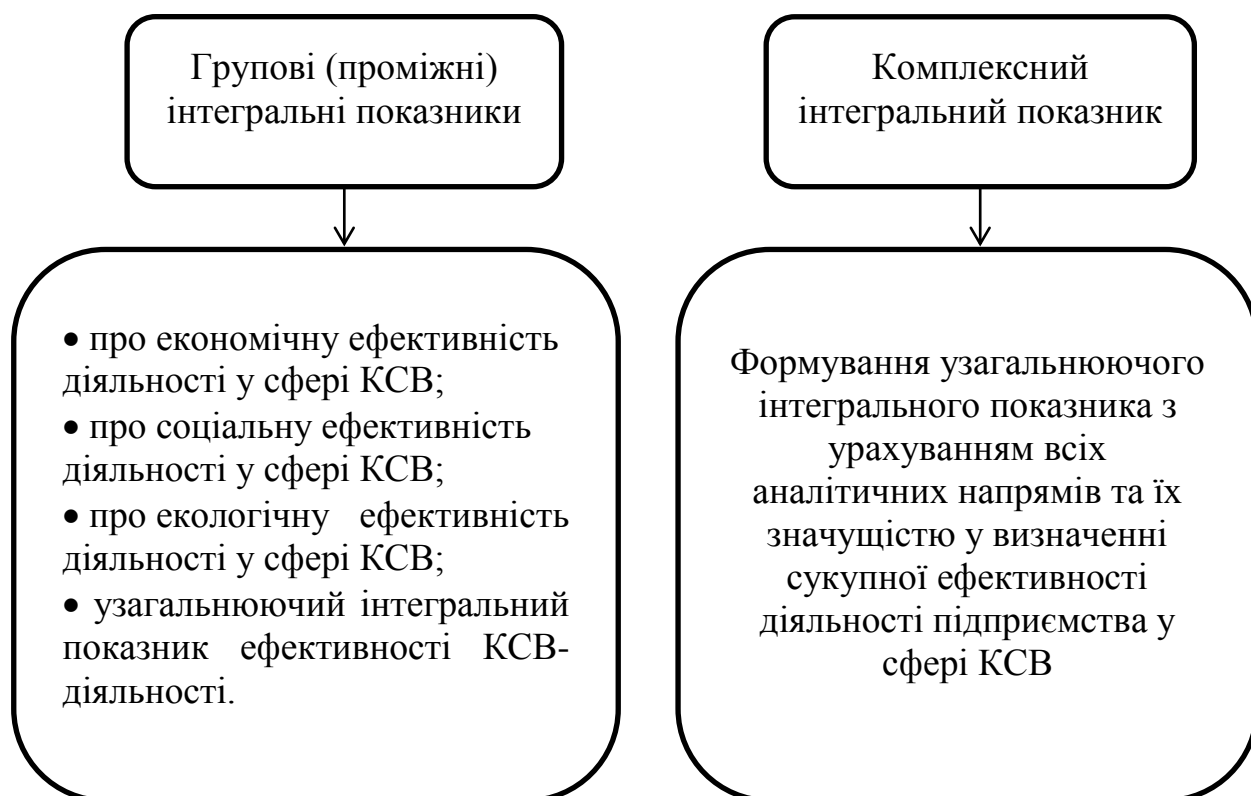 Групові (проміжні)
інтегральні показники
• про економічну ефективність
діяльності у сфері КСВ;
• про соціальну ефективність
діяльності у сфері КСВ;
• про екологічну ефективність
діяльності у сфері КСВ;
• узагальнюючий інтегральний
показник ефективності КСВ-
діяльності.
Комплексний
інтегральний показник
Формування узагальнюючого
інтегрального показника з
урахуванням всіх
аналітичних напрямів та їх
значущістю у визначенні
сукупної ефективності
діяльності підприємства у
сфері КСВ